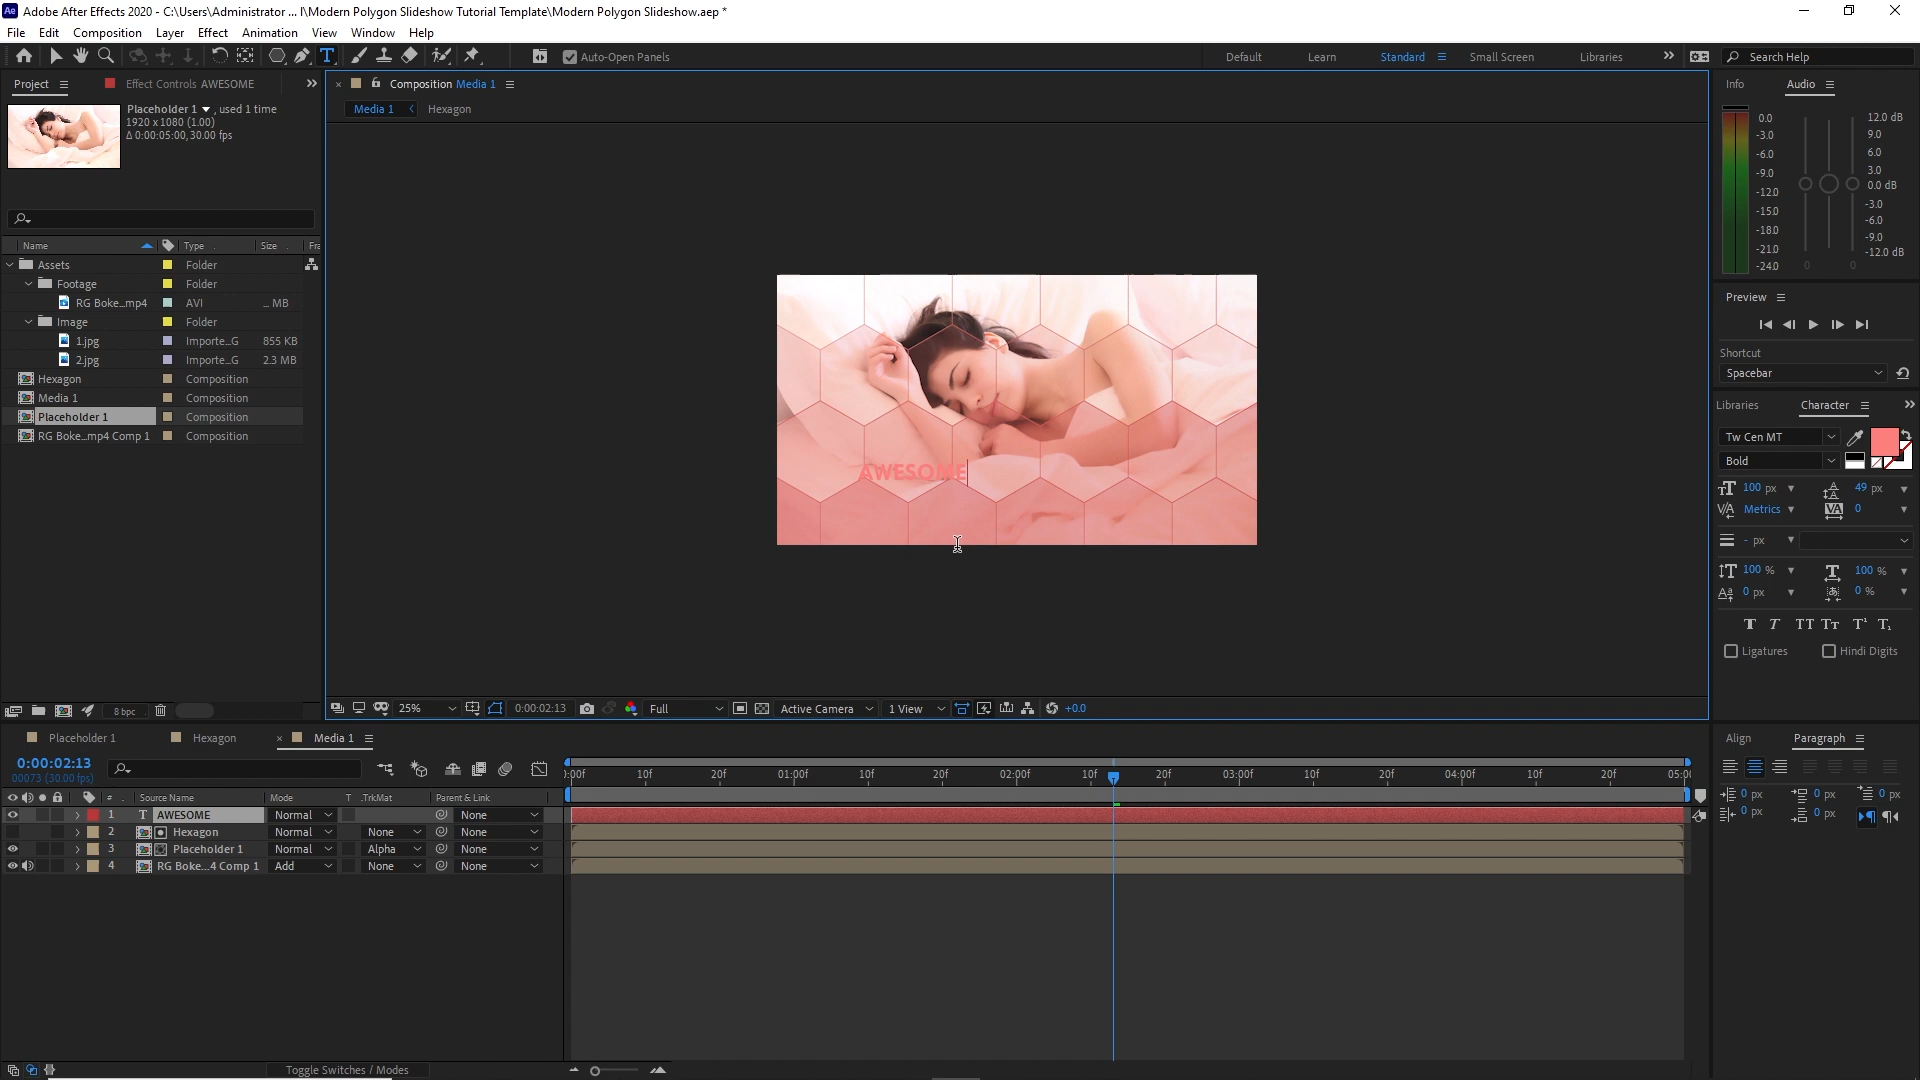 Ae Adobe After Effects 2020 - C:\Users\Administrator ... l\Modern Polygon Slideshow Tutorial Template\Modern Polygon Slideshow.aep *
File Edit Composition Layer Effect Animation View Window Help
Auto-Open Panels Default Learn Standard Small Screen Libraries Search Help
Project Effect Controls AWESOME
Placeholder 1 , used 1 time
1920 x 1080 (1.00)
Δ 0:00:05:00, 30.00 fps
Name Type Size Fra
Assets Folder
Footage Folder
RG Boke...mp4 AVI ... MB
Image Folder
1.jpg Importe...G 855 KB
2.jpg Importe...G 2.3 MB
Hexagon Composition
Media 1 Composition
Placeholder 1 Composition
RG Boke...mp4 Comp 1 Composition
8 bpc
Composition Media 1
Media 1 Hexagon
AWESOME
25% 0:00:02:13 Full Active Camera 1 View +0.0
Info Audio
0.0 12.0 dB
-3.0 9.0
-6.0 6.0
-9.0 3.0
-12.0 0.0 dB
-15.0 -3.0
-18.0 -6.0
-21.0 -9.0
-24.0 0 0 -12.0 dB
Preview
Shortcut
Spacebar
Libraries Character
Tw Cen MT
Bold
100 px 49 px
Metrics 0
- px
100 % 100 %
0 px 0 %
T T TT Tт T¹ T₁
Ligatures Hindi Digits
Align Paragraph
0 px 0 px 0 px
0 px 0 px
Placeholder 1 Hexagon Media 1
0:00:02:13
00073 (30.00 fps)
:00f 10f 20f 01:00f 10f 20f 02:00f 10f 20f 03:00f 10f 20f 04:00f 10f 20f 05:00
# Source Name Mode T .TrkMat Parent & Link
1 T AWESOME Normal None
2 Hexagon Normal None None
3 Placeholder 1 Normal Alpha None
4 RG Boke...4 Comp 1 Add None None
Toggle Switches / Modes